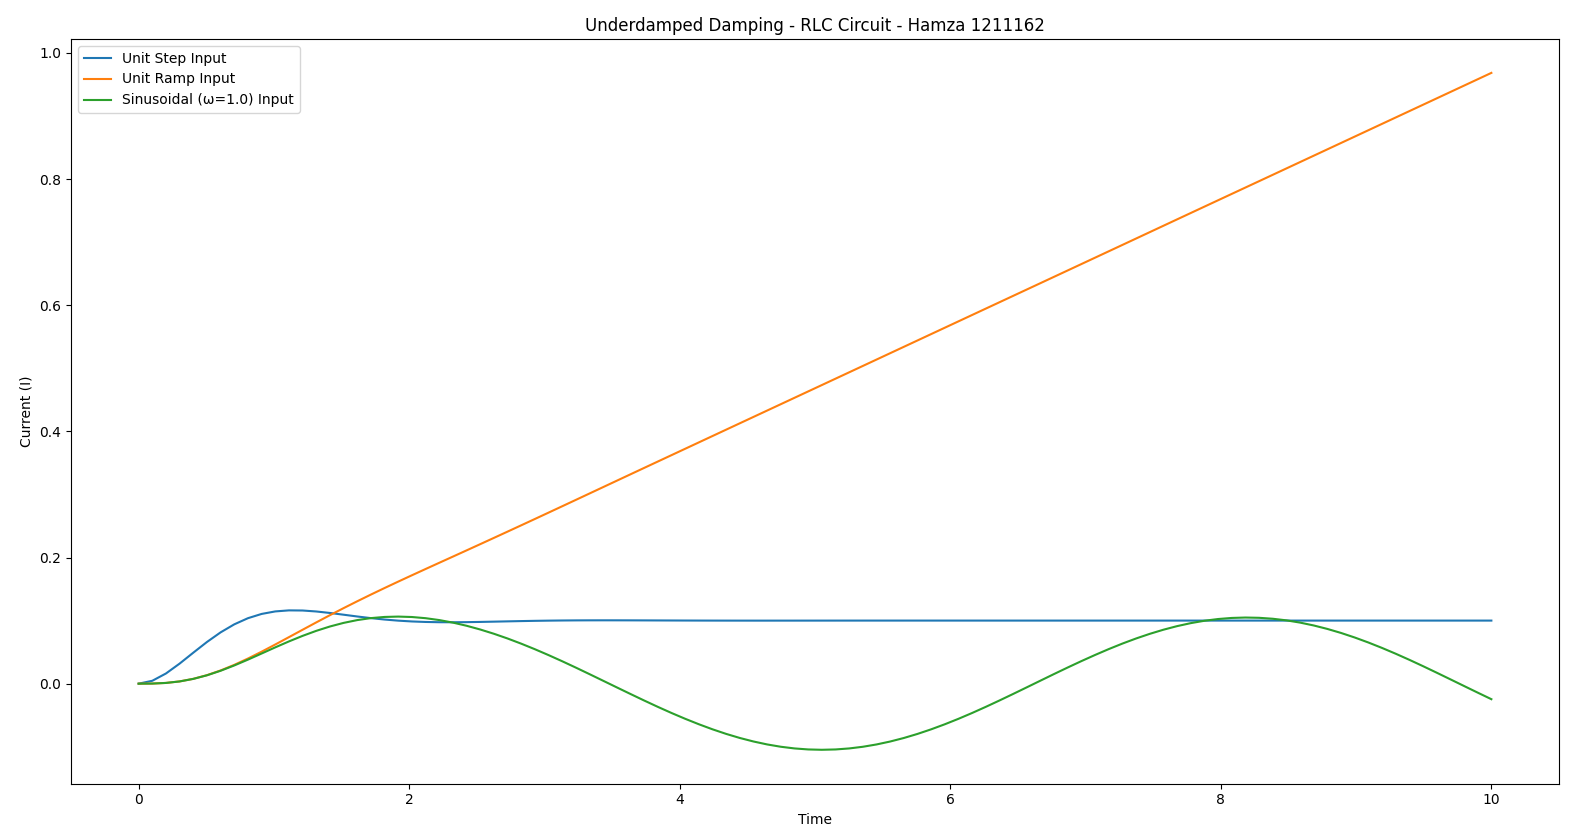 Underdamped Damping - RLC Circuit - Hamza 1211162
Unit Step Input
Unit Ramp Input
Sinusoidal (ω=1.0) Input
1.0
0.8
0.6
0.4
0.2
0.0
Current (I)
0 2 4 6 8 10
Time